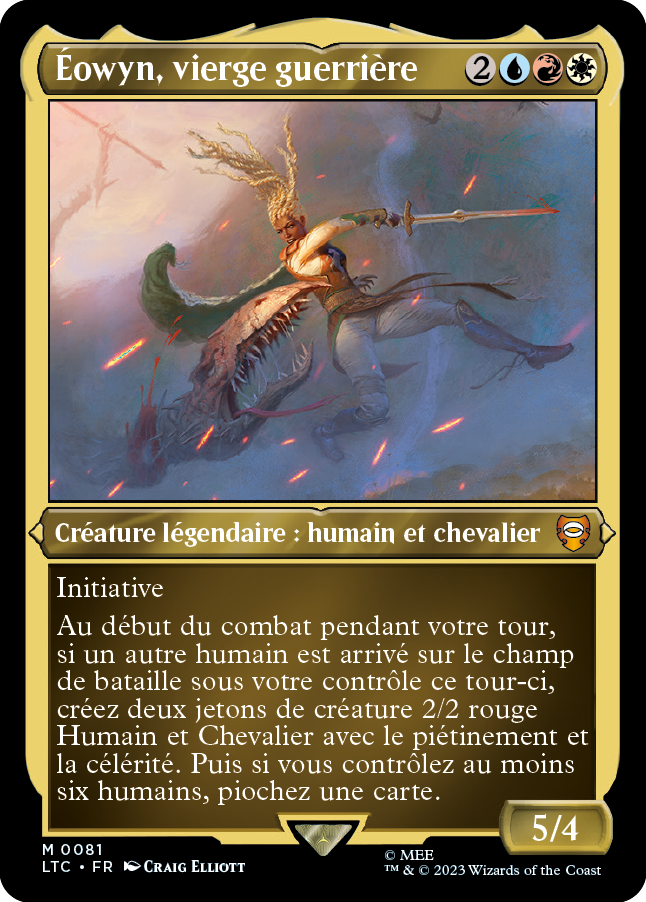 Éowyn, vierge guerrière 2
Créature légendaire : humain et chevalier
Initiative
Au début du combat pendant votre tour,
si un autre humain est arrivé sur le champ
de bataille sous votre contrôle ce tour-ci,
créez deux jetons de créature 2/2 rouge
Humain et Chevalier avec le piétinement et
la célérité. Puis si vous contrôlez au moins
six humains, piochez une carte.
5/4
M 0081
LTC • FR Craig Elliott
© MEE
™ & © 2023 Wizards of the Coast